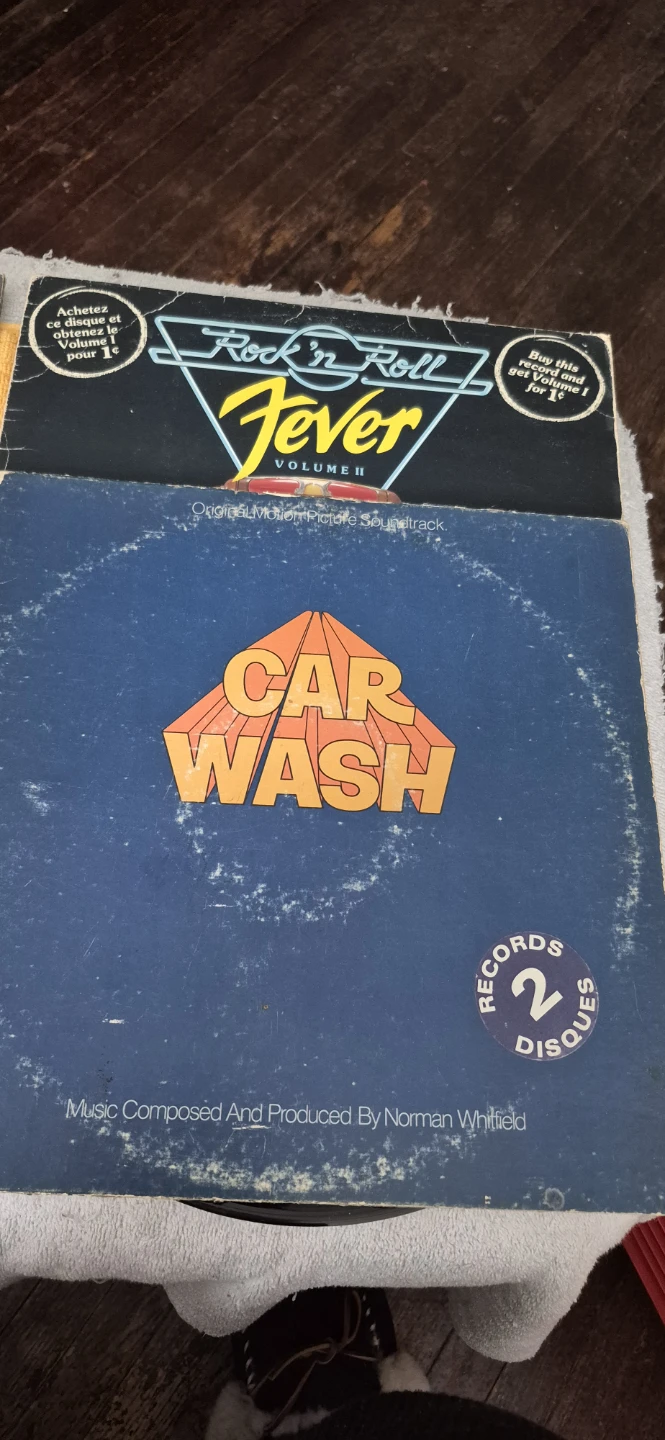 Achetez
ce disque et
obtenez le
Volume I
pour 1¢
Rock 'n Roll
Fever
VOLUME II
Buy this
record and
get Volume I
for 1¢
Original Motion Picture Soundtrack
CAR
WASH
RECORDS
2
DISQUES
Music Composed And Produced By Norman Whitfield